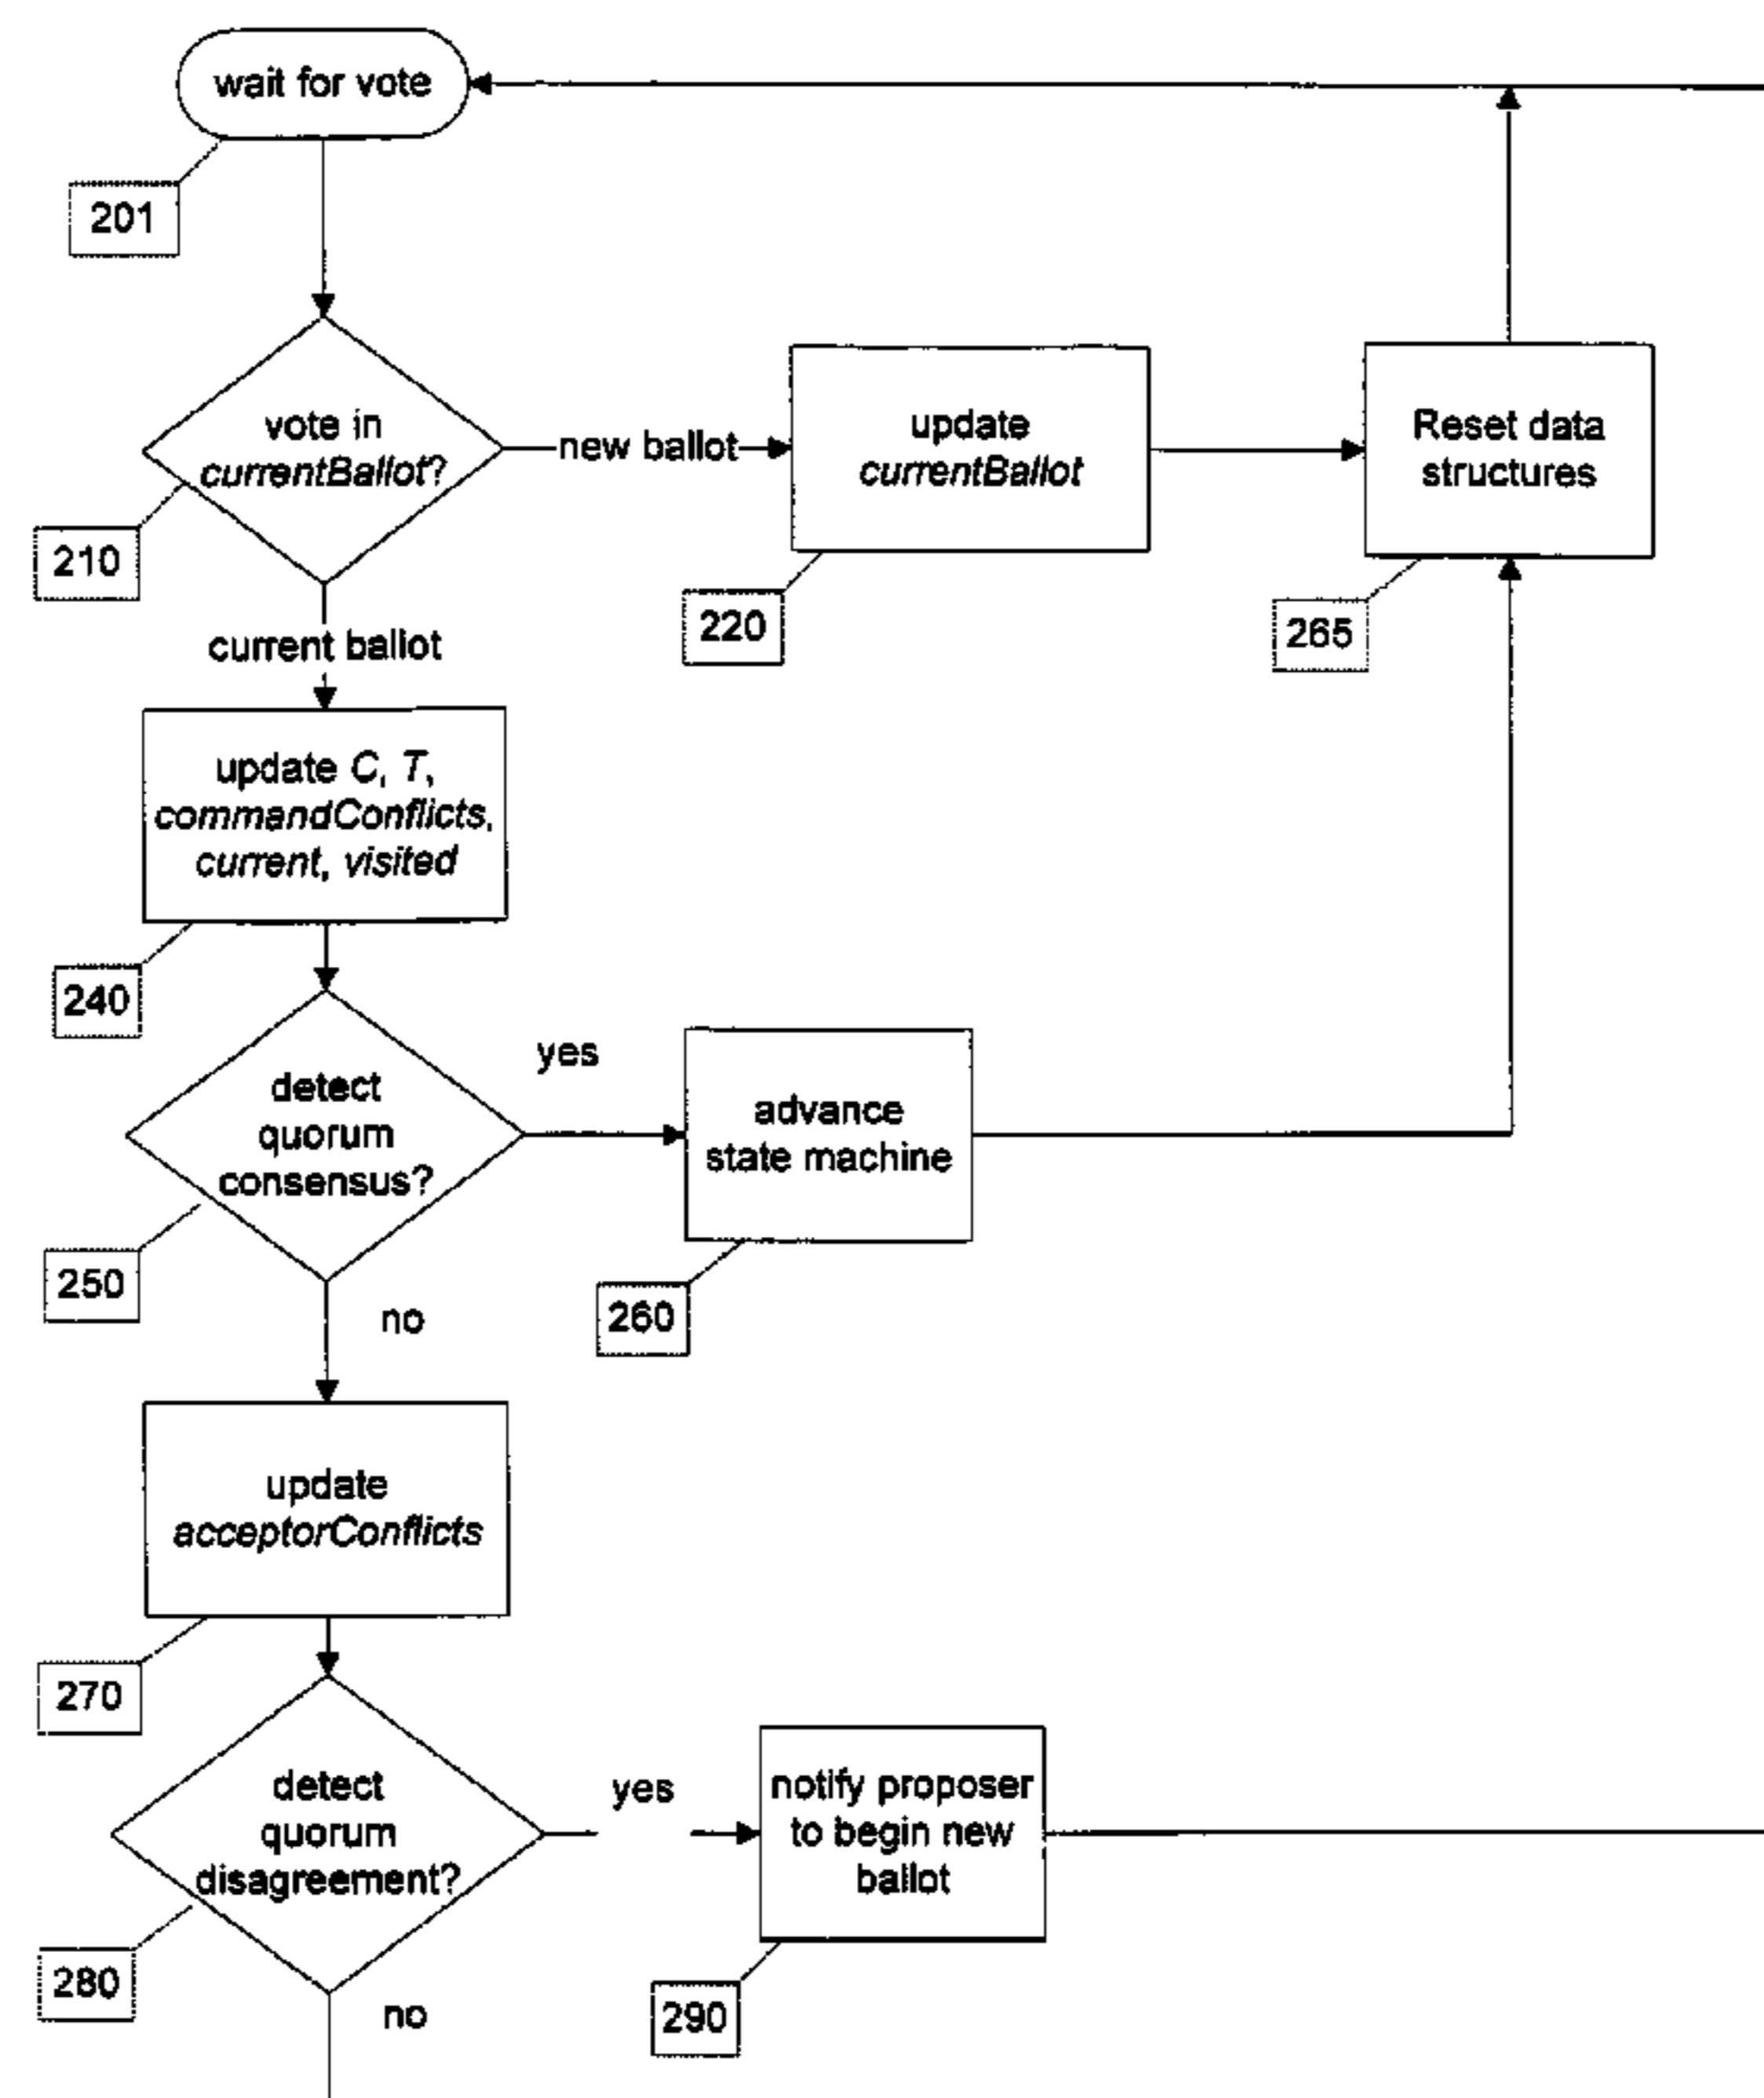 wait for vote
201
vote in
currentBallot?
210
new ballot
update
currentBallot
220
Reset data
structures
265
current ballot
update C, T,
commandConflicts,
current, visited
240
detect
quorum
consensus?
250
yes
advance
state machine
260
no
update
acceptorConflicts
270
detect
quorum
disagreement?
280
yes
notify proposer
to begin new
ballot
290
no